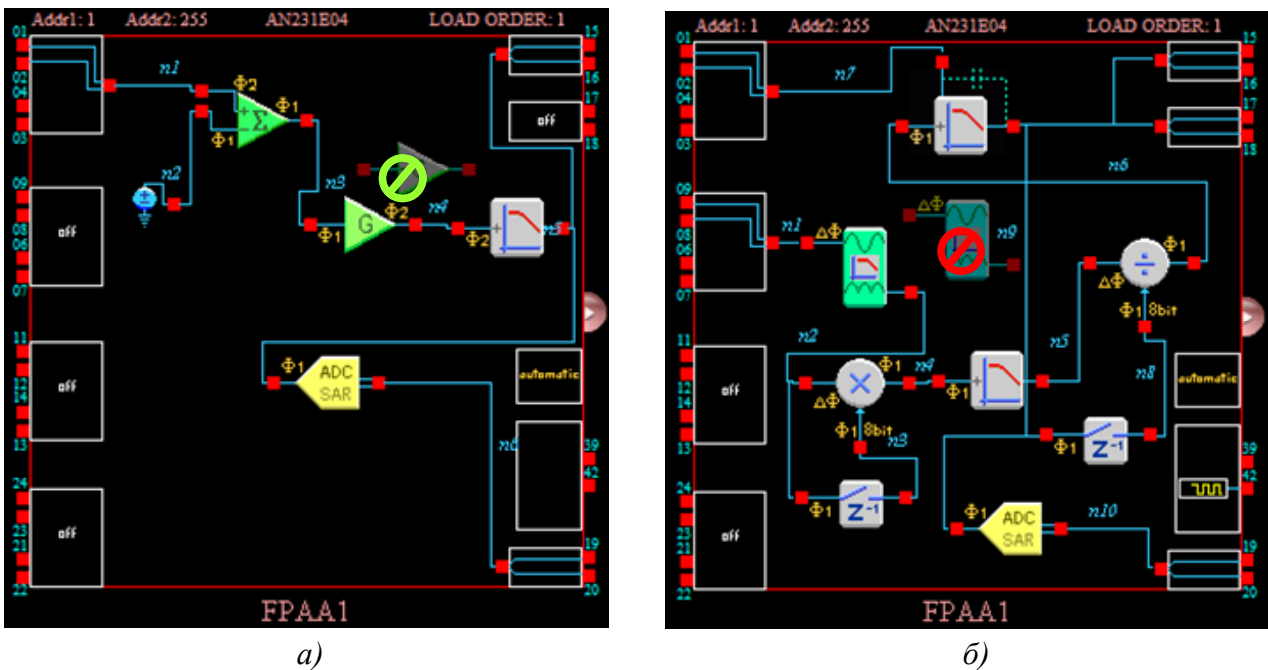 Addr1: 1 Addr2: 255 AN231E04 LOAD ORDER: 1
01
02
04
03
09
08
06
07
11
12
14
13
24
23
21
22
15
16
17
18
39
42
19
20
n1
n2
n3
n4
n5
n6
Φ2
Φ1
Φ1
Σ
+
−
Φ1
G
Φ2
Φ2
+
Φ1
ADC
SAR
off
off
off
off
automatic
±
FPAA1
а)
Addr1: 1 Addr2: 255 AN231E04 LOAD ORDER: 1
01
02
04
03
09
08
06
07
11
12
14
13
24
23
21
22
15
16
17
18
39
42
19
20
n7
Φ1
+
n6
n1
ΔΦ
ΔΦ
n9
Φ1
÷
ΔΦ
Φ1 8bit
n2
n5
n8
Φ1
×
n4
ΔΦ
Φ1
+
Φ1 8bit
n3
Φ1
Z⁻¹
Φ1
Z⁻¹
Φ1
ADC
SAR
n10
off
off
automatic
FPAA1
б)